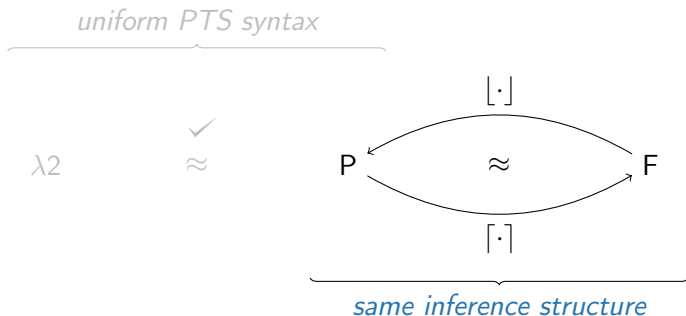 uniform PTS syntax
⌊·⌋
✓
λ2 ≈ P ≈ F
⌈·⌉
same inference structure